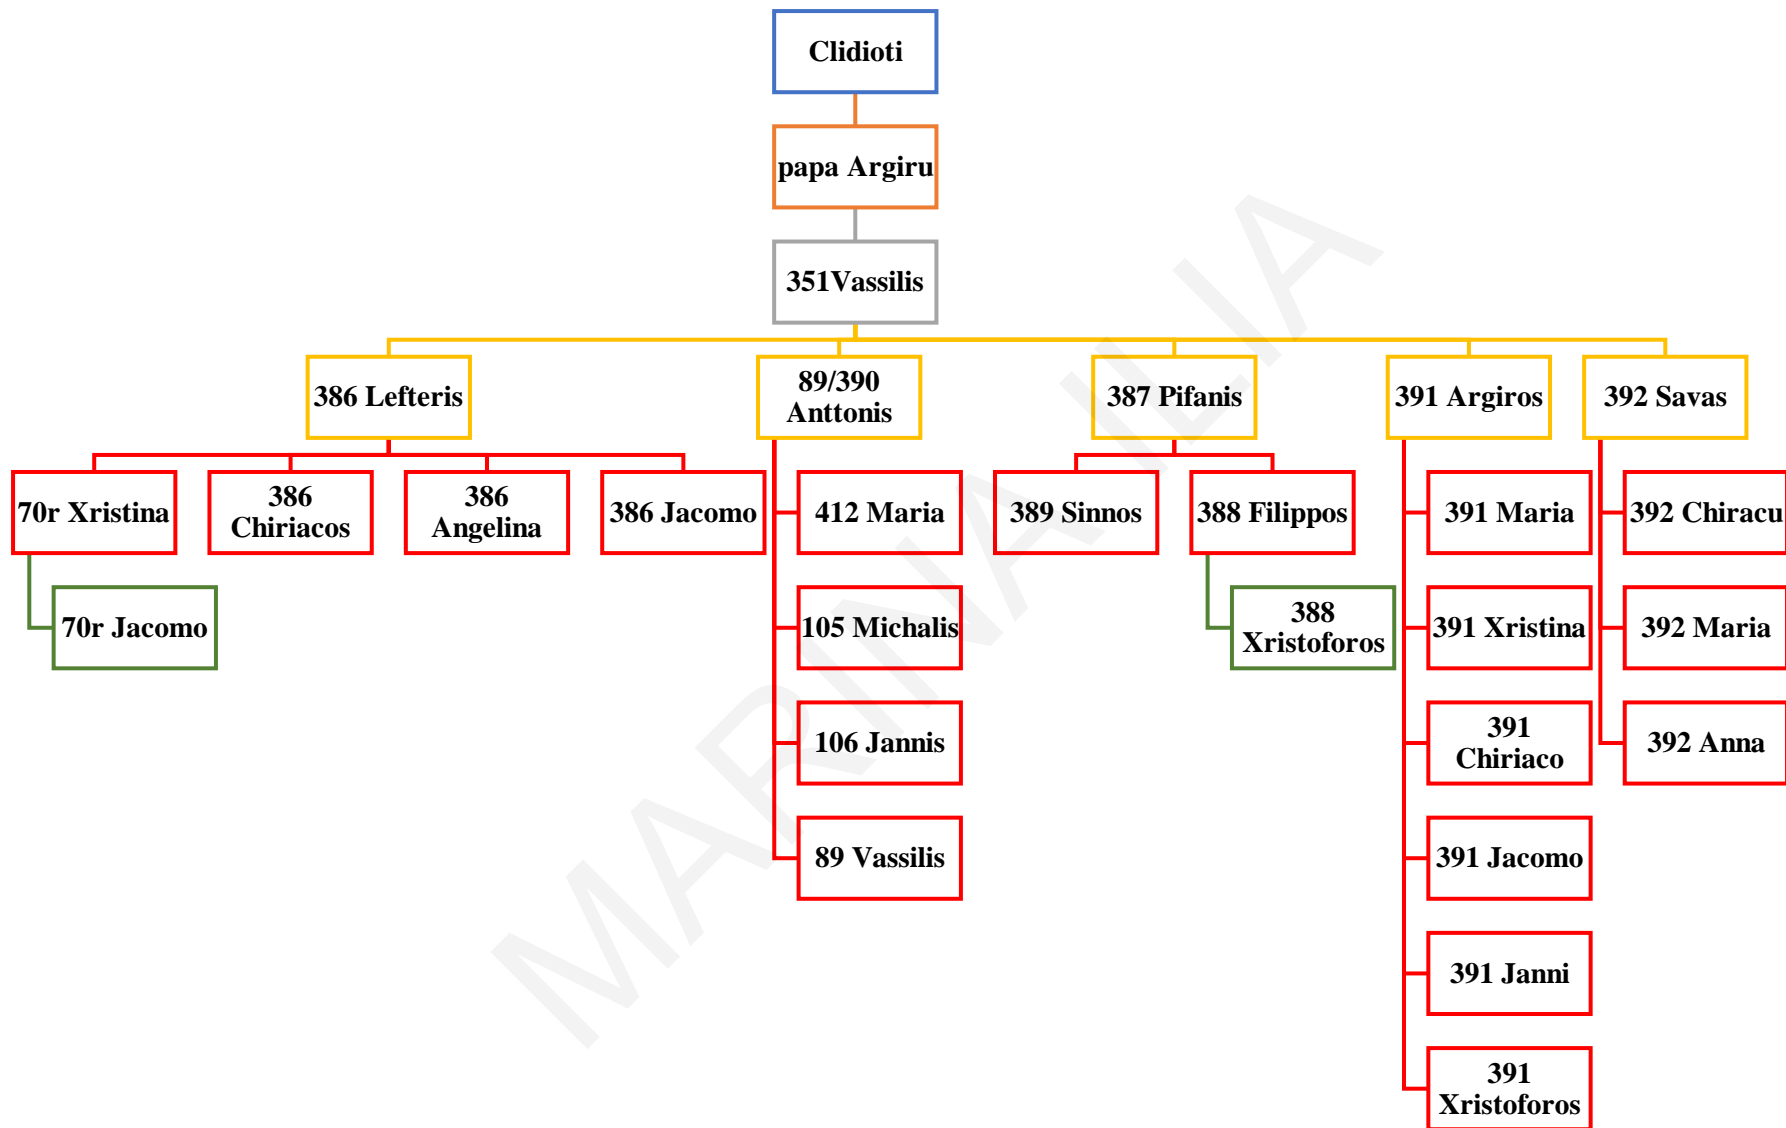 Clidioti
papa Argiru
351Vassilis
386 Lefteris
89/390
Anttonis
387 Pifanis
391 Argiros
392 Savas
70r Xristina
386
Chiriacos
386
Angelina
386 Jacomo
412 Maria
389 Sinnos
388 Filippos
391 Maria
392 Chiracu
70r Jacomo
105 Michalis
388
Xristoforos
391 Xristina
392 Maria
106 Jannis
391
Chiriaco
392 Anna
89 Vassilis
391 Jacomo
391 Janni
391
Xristoforos
MARINA ILIA